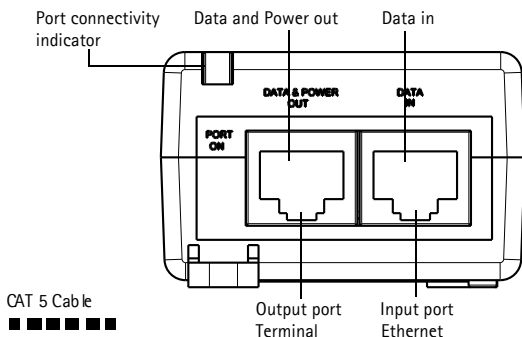 Port connectivity
indicator
Data and Power out
Data in
DATA & POWER
OUT
DATA
IN
PORT
ON
CAT 5 Cable
Output port
Terminal
Input port
Ethernet